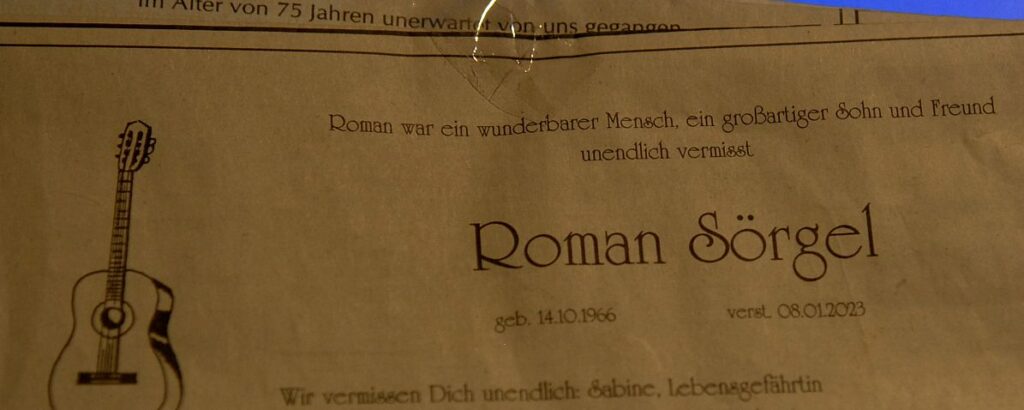 im Alter von 75 Jahren unerwartet von uns gegangen
Roman war ein wunderbarer Mensch, ein großartiger Sohn und Freund
unendlich vermisst
Roman Sörgel
geb. 14.10.1966 verst. 08.01.2023
Wir vermissen Dich unendlich: Sabine, Lebensgefährtin